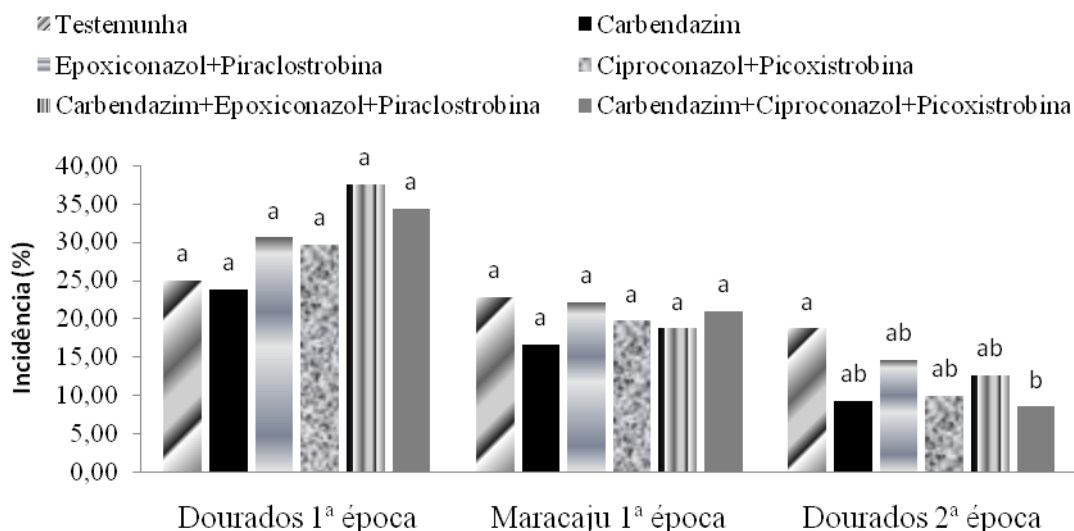 Testemunha Carbendazim
Epoxiconazol+Piraclostrobina Ciproconazol+Picoxistrobina
Carbendazim+Epoxiconazol+Piraclostrobina Carbendazim+Ciproconazol+Picoxistrobina
Incidência (%)
40,00
35,00
30,00
25,00
20,00
15,00
10,00
5,00
0,00
a a a a a a
a a a a a a
a ab ab ab ab b
Dourados 1ª época Maracaju 1ª época Dourados 2ª época